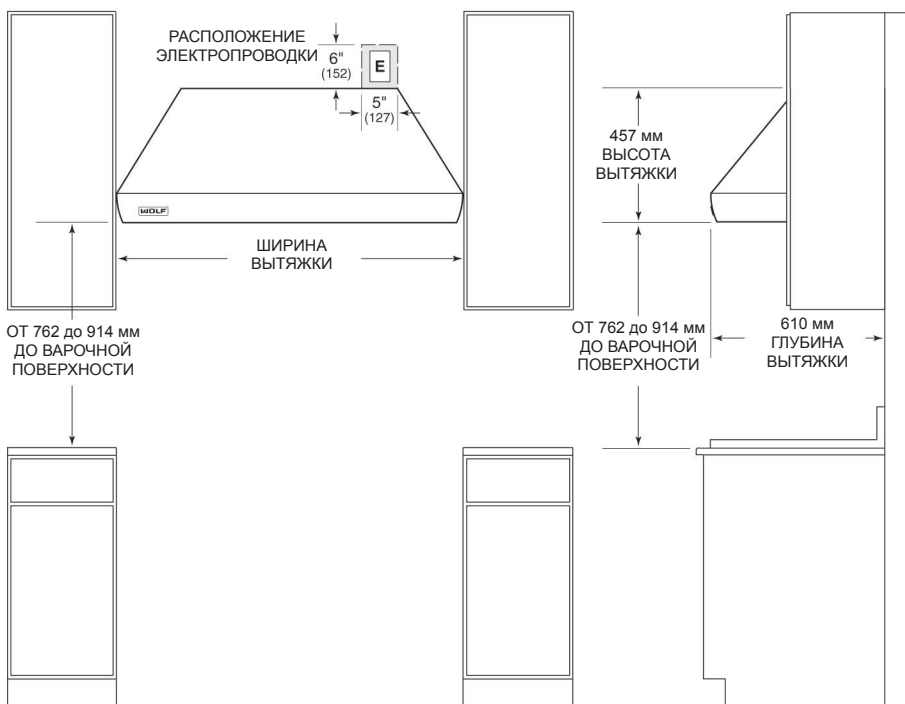 РАСПОЛОЖЕНИЕ
ЭЛЕКТРОПРОВОДКИ
6"
(152)
E
5"
(127)
WOLF
ШИРИНА
ВЫТЯЖКИ
457 мм
ВЫСОТА
ВЫТЯЖКИ
ОТ 762 до 914 мм
ДО ВАРОЧНОЙ
ПОВЕРХНОСТИ
ОТ 762 до 914 мм
ДО ВАРОЧНОЙ
ПОВЕРХНОСТИ
610 мм
ГЛУБИНА
ВЫТЯЖКИ